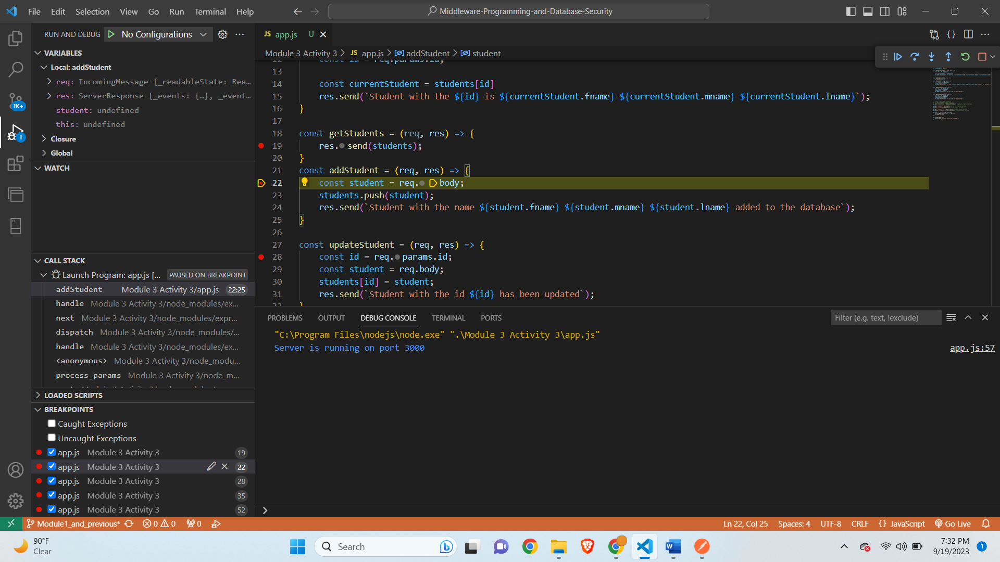 File Edit Selection View Go Run Terminal Help
Middleware-Programming-and-Database-Security
RUN AND DEBUG No Configurations
VARIABLES
Local: addStudent
req: IncomingMessage {_readableState: Rea…
res: ServerResponse {_events: {…}, _event…
student: undefined
this: undefined
Closure
Global
WATCH
CALL STACK
Launch Program: app.js [... PAUSED ON BREAKPOINT
addStudent Module 3 Activity 3/app.js 22:25
handle Module 3 Activity 3/node_modules/ex...
next Module 3 Activity 3/node_modules/expr...
dispatch Module 3 Activity 3/node_modules/...
handle Module 3 Activity 3/node_modules/ex...
<anonymous> Module 3 Activity 3/node_modu...
process_params Module 3 Activity 3/node_m...
LOADED SCRIPTS
BREAKPOINTS
Caught Exceptions
Uncaught Exceptions
app.js Module 3 Activity 3 19
app.js Module 3 Activity 3 22
app.js Module 3 Activity 3 28
app.js Module 3 Activity 3 35
app.js Module 3 Activity 3 52
1K+
1
JS app.js U
Module 3 Activity 3 > JS app.js > addStudent > student
12 const id = req.params.id;
13
14 const currentStudent = students[id]
15 res.send(`Student with the ${id} is ${currentStudent.fname} ${currentStudent.mname} ${currentStudent.lname}`);
16 }
17
18 const getStudents = (req, res) => {
19 res.send(students);
20 }
21 const addStudent = (req, res) => {
22 const student = req.body;
23 students.push(student);
24 res.send(`Student with the name ${student.fname} ${student.mname} ${student.lname} added to the database`);
25 }
26
27 const updateStudent = (req, res) => {
28 const id = req.params.id;
29 const student = req.body;
30 students[id] = student;
31 res.send(`Student with the id ${id} has been updated`);
32 }
PROBLEMS OUTPUT DEBUG CONSOLE TERMINAL PORTS
Filter (e.g. text, !exclude)
"C:\Program Files\nodejs\node.exe" ".\Module 3 Activity 3\app.js"
Server is running on port 3000 app.js:57
Module1_and_previous* 0 0 0
Ln 22, Col 25 Spaces: 4 UTF-8 CRLF {} JavaScript Go Live
90°F
Clear
Search
7:32 PM
9/19/2023
1